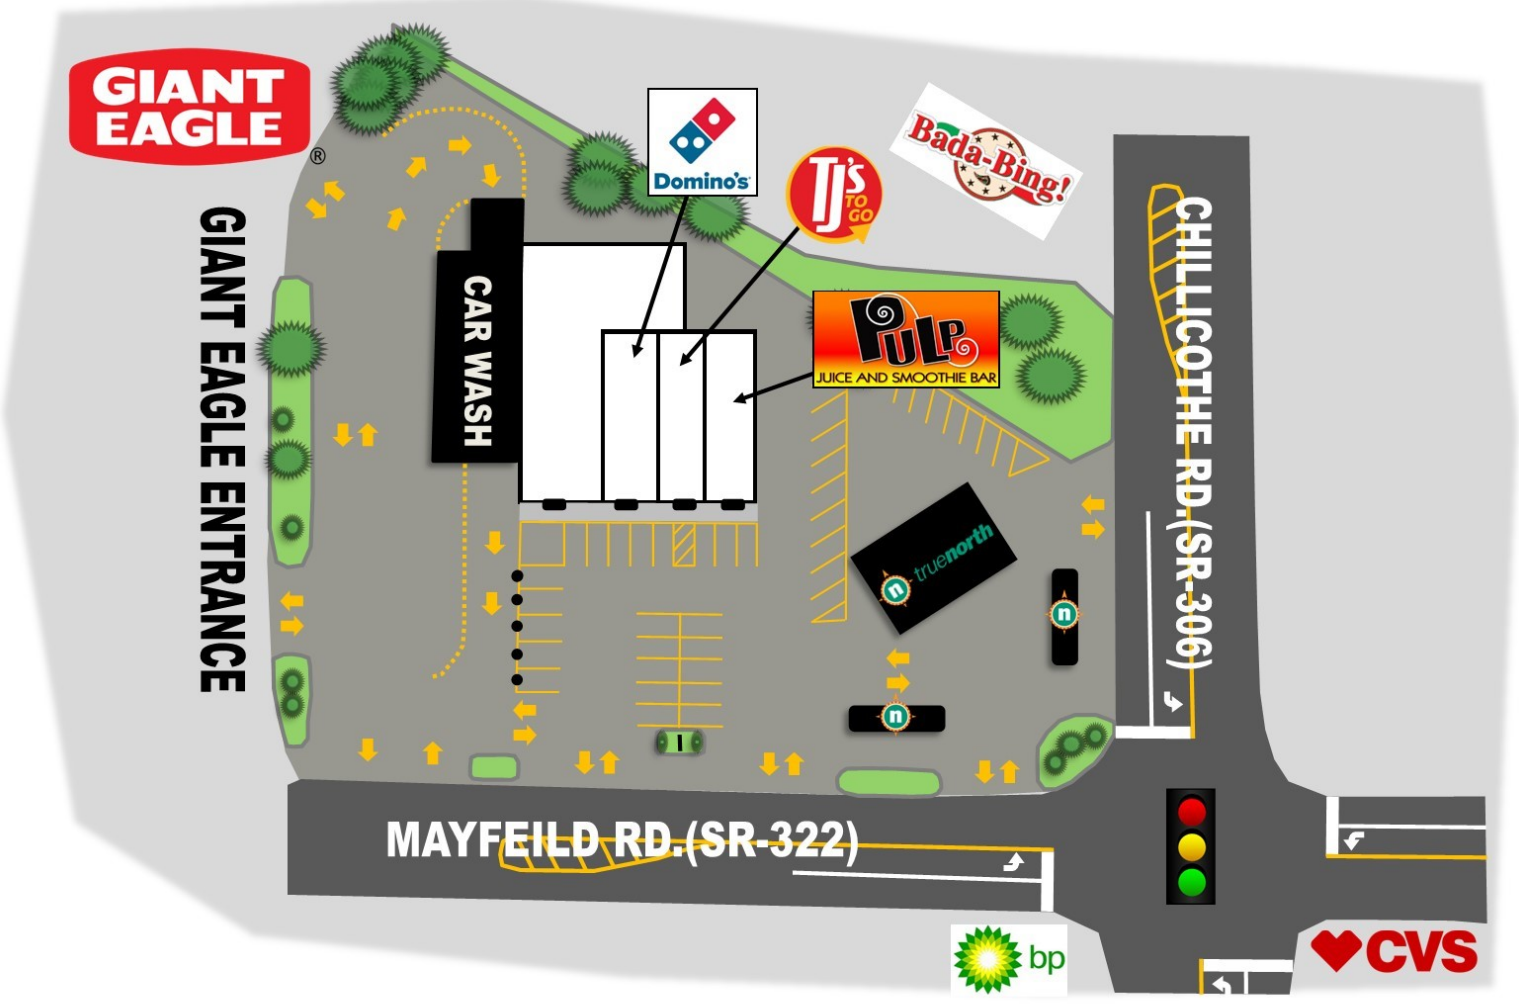 GIANT
EAGLE
®
Domino's
TJ's
TO
GO
Bada-Bing!
GIANT EAGLE ENTRANCE
CAR WASH
PULP
JUICE AND SMOOTHIE BAR
CHILLICOTHE RD.(SR-306)
truenorth
n
n
n
MAYFEILD RD.(SR-322)
bp
CVS